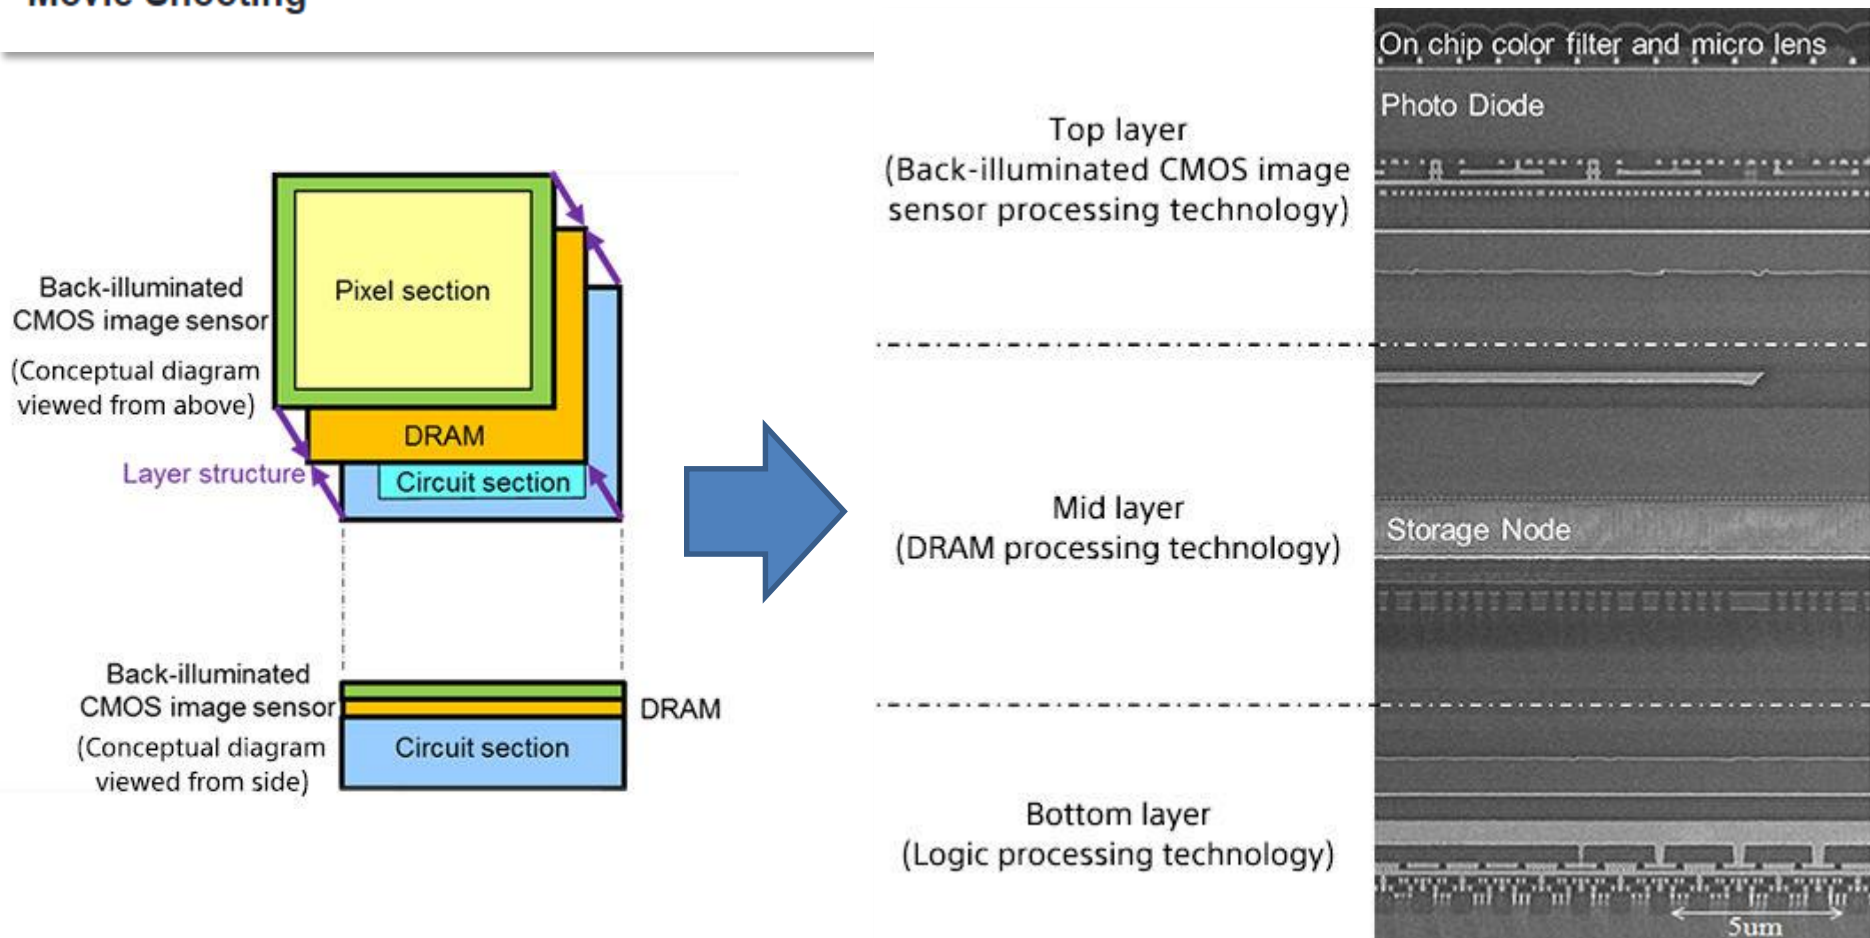 Movie Shooting
Back-illuminated
CMOS image sensor
(Conceptual diagram
viewed from above)
Pixel section
DRAM
Layer structure
Circuit section
Back-illuminated
CMOS image sensor
(Conceptual diagram
viewed from side)
DRAM
Circuit section
Top layer
(Back-illuminated CMOS image
sensor processing technology)
Mid layer
(DRAM processing technology)
Bottom layer
(Logic processing technology)
On chip color filter and micro lens
Photo Diode
Storage Node
5um